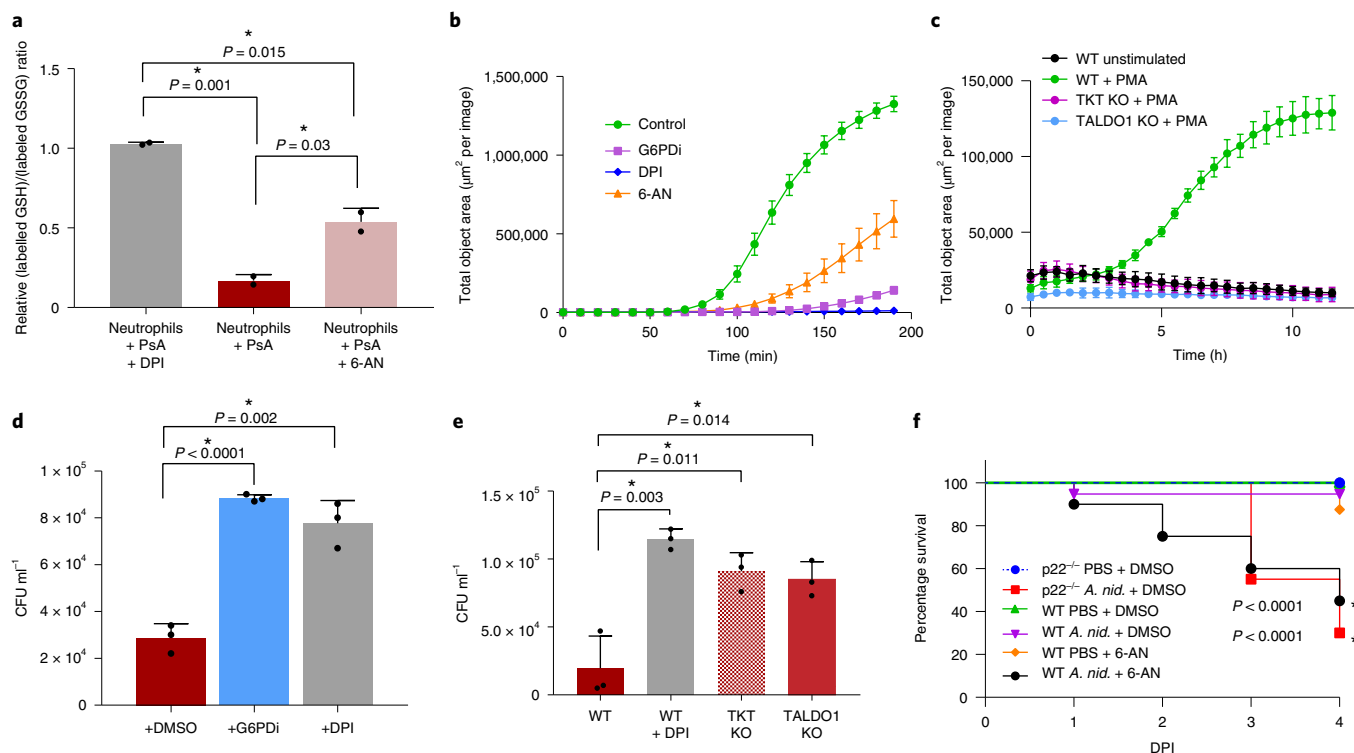 a
*
P = 0.015
*
P = 0.001
*
P = 0.03
1.5
1.0
0.5
0
Relative (labelled GSH)/(labeled GSSG) ratio
Neutrophils + PsA + DPI
Neutrophils + PsA
Neutrophils + PsA + 6-AN
b
1,500,000
1,000,000
500,000
0
Total object area (μm² per image)
Control
G6PDi
DPI
6-AN
0 50 100 150 200
Time (min)
c
WT unstimulated
WT + PMA
TKT KO + PMA
TALDO1 KO + PMA
150,000
100,000
50,000
0
Total object area (μm² per image)
0 5 10
Time (h)
d
*
P = 0.002
*
P < 0.0001
1 × 10⁵
8 × 10⁴
6 × 10⁴
4 × 10⁴
2 × 10⁴
0
CFU ml⁻¹
+DMSO +G6PDi +DPI
e
*
P = 0.014
*
P = 0.011
*
P = 0.003
1.5 × 10⁵
1.0 × 10⁵
5.0 × 10⁴
0
CFU ml⁻¹
WT
WT + DPI
TKT KO
TALDO1 KO
f
100
80
60
40
20
0
Percentage survival
p22⁻/⁻ PBS + DMSO
p22⁻/⁻ A. nid. + DMSO
WT PBS + DMSO
WT A. nid. + DMSO
WT PBS + 6-AN
WT A. nid. + 6-AN
P < 0.0001
*
P < 0.0001
*
0 1 2 3 4
DPI